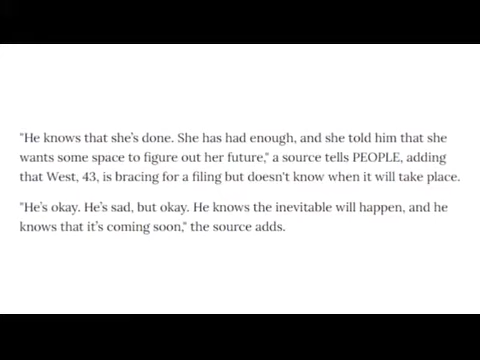 "He knows that she's done. She has had enough, and she told him that she
wants some space to figure out her future," a source tells PEOPLE, adding
that West, 43, is bracing for a filing but doesn't know when it will take place.
"He's okay. He's sad, but okay. He knows the inevitable will happen, and he
knows that it's coming soon," the source adds.